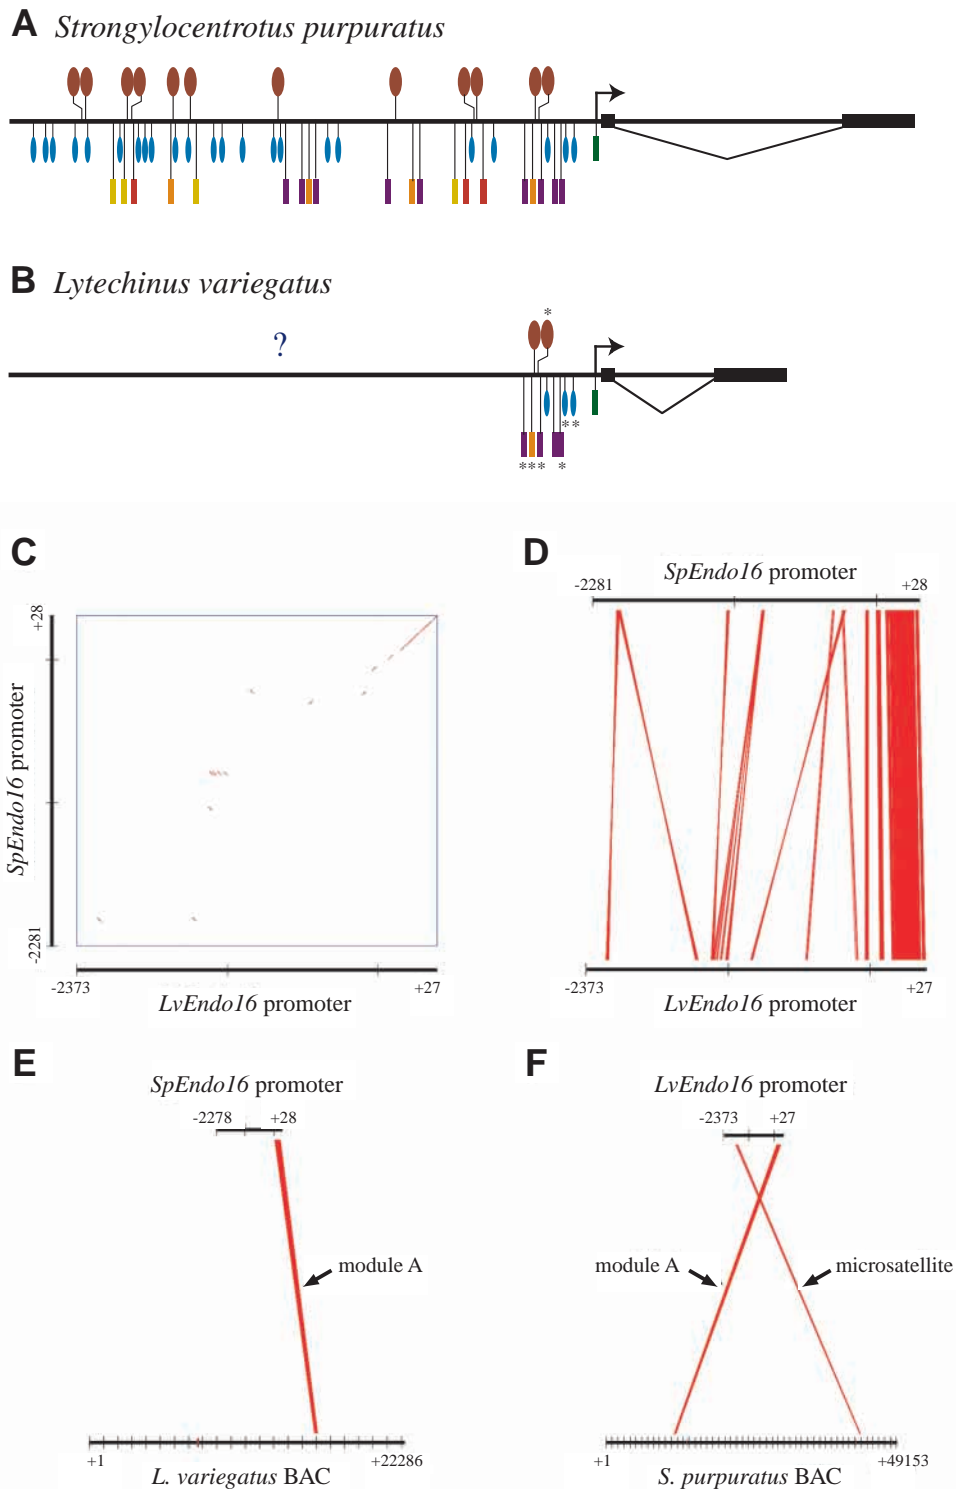 A Strongylocentrotus purpuratus
B Lytechinus variegatus
?
*
**
*** *
C
+28
SpEndo16 promoter
-2281
-2373 +27
LvEndo16 promoter
D
SpEndo16 promoter
-2281 +28
-2373 +27
LvEndo16 promoter
E
SpEndo16 promoter
-2278 +28
module A
+1 +22286
L. variegatus BAC
F
LvEndo16 promoter
-2373 +27
module A microsatellite
+1 +49153
S. purpuratus BAC